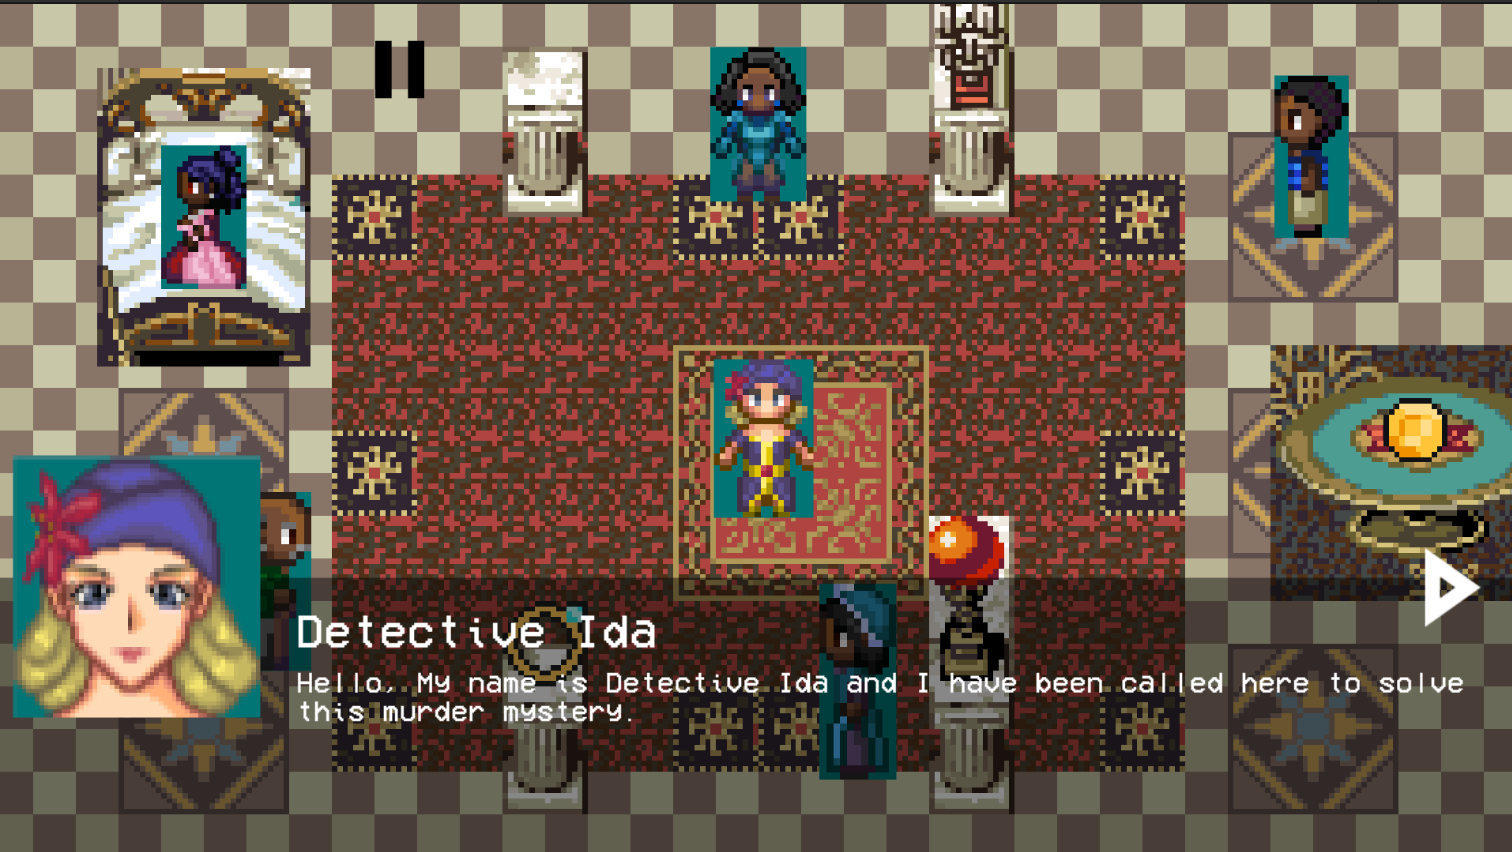 Detective Ida
Hello, My name is Detective Ida and I have been called here to solve
this murder mystery.